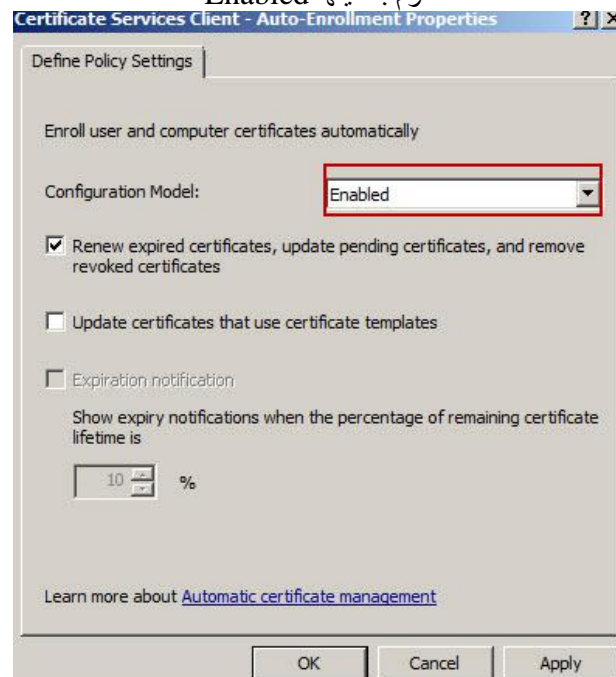 Enabled
Certificate Services Client - Auto-Enrollment Properties
Define Policy Settings
Enroll user and computer certificates automatically
Configuration Model: Enabled
Renew expired certificates, update pending certificates, and remove
revoked certificates
Update certificates that use certificate templates
Expiration notification
Show expiry notifications when the percentage of remaining certificate
lifetime is
10 %
Learn more about Automatic certificate management
OK Cancel Apply